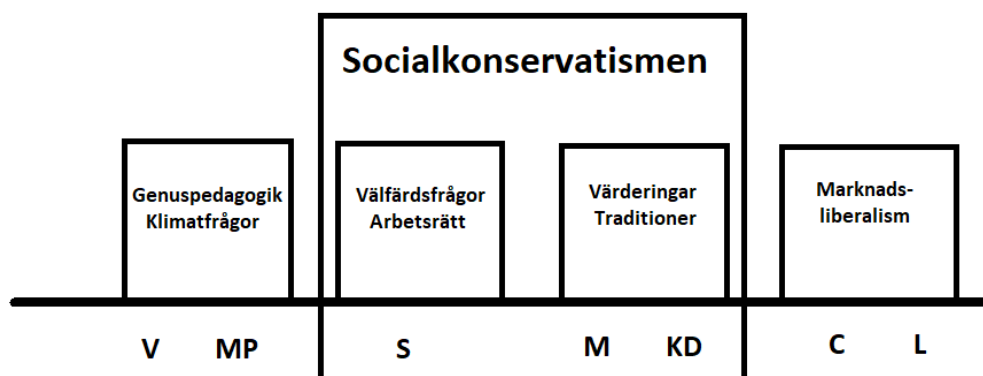 Socialkonservatismen
Genuspedagogik
Klimatfrågor
Välfärdsfrågor
Arbetsrätt
Värderingar
Traditioner
Marknads-
liberalism
V MP S M KD C L